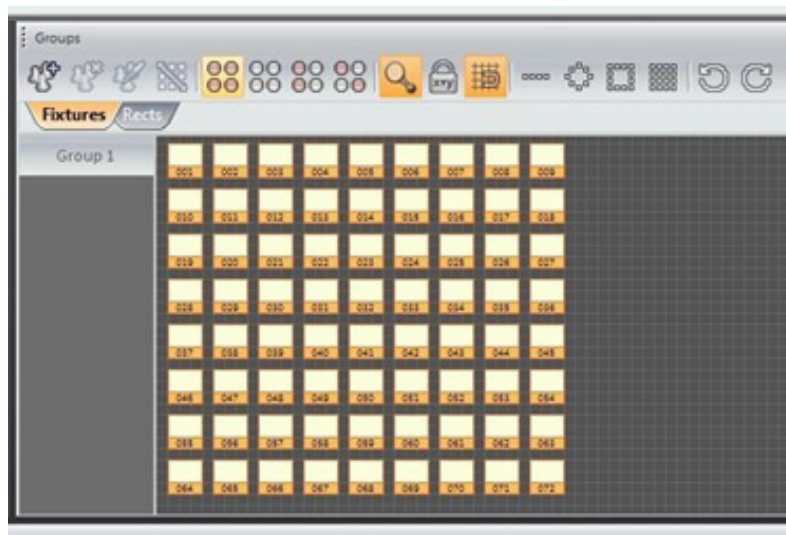 Groups
x+y
Fixtures Rects
Group 1
001 002 003 004 005 006 007 008 009
010 011 012 013 014 015 016 017 018
019 020 021 022 023 024 025 026 027
028 029 030 031 032 033 034 035 036
037 038 039 040 041 042 043 044 045
046 047 048 049 050 051 052 053 054
055 056 057 058 059 060 061 062 063
064 065 066 067 068 069 070 071 072